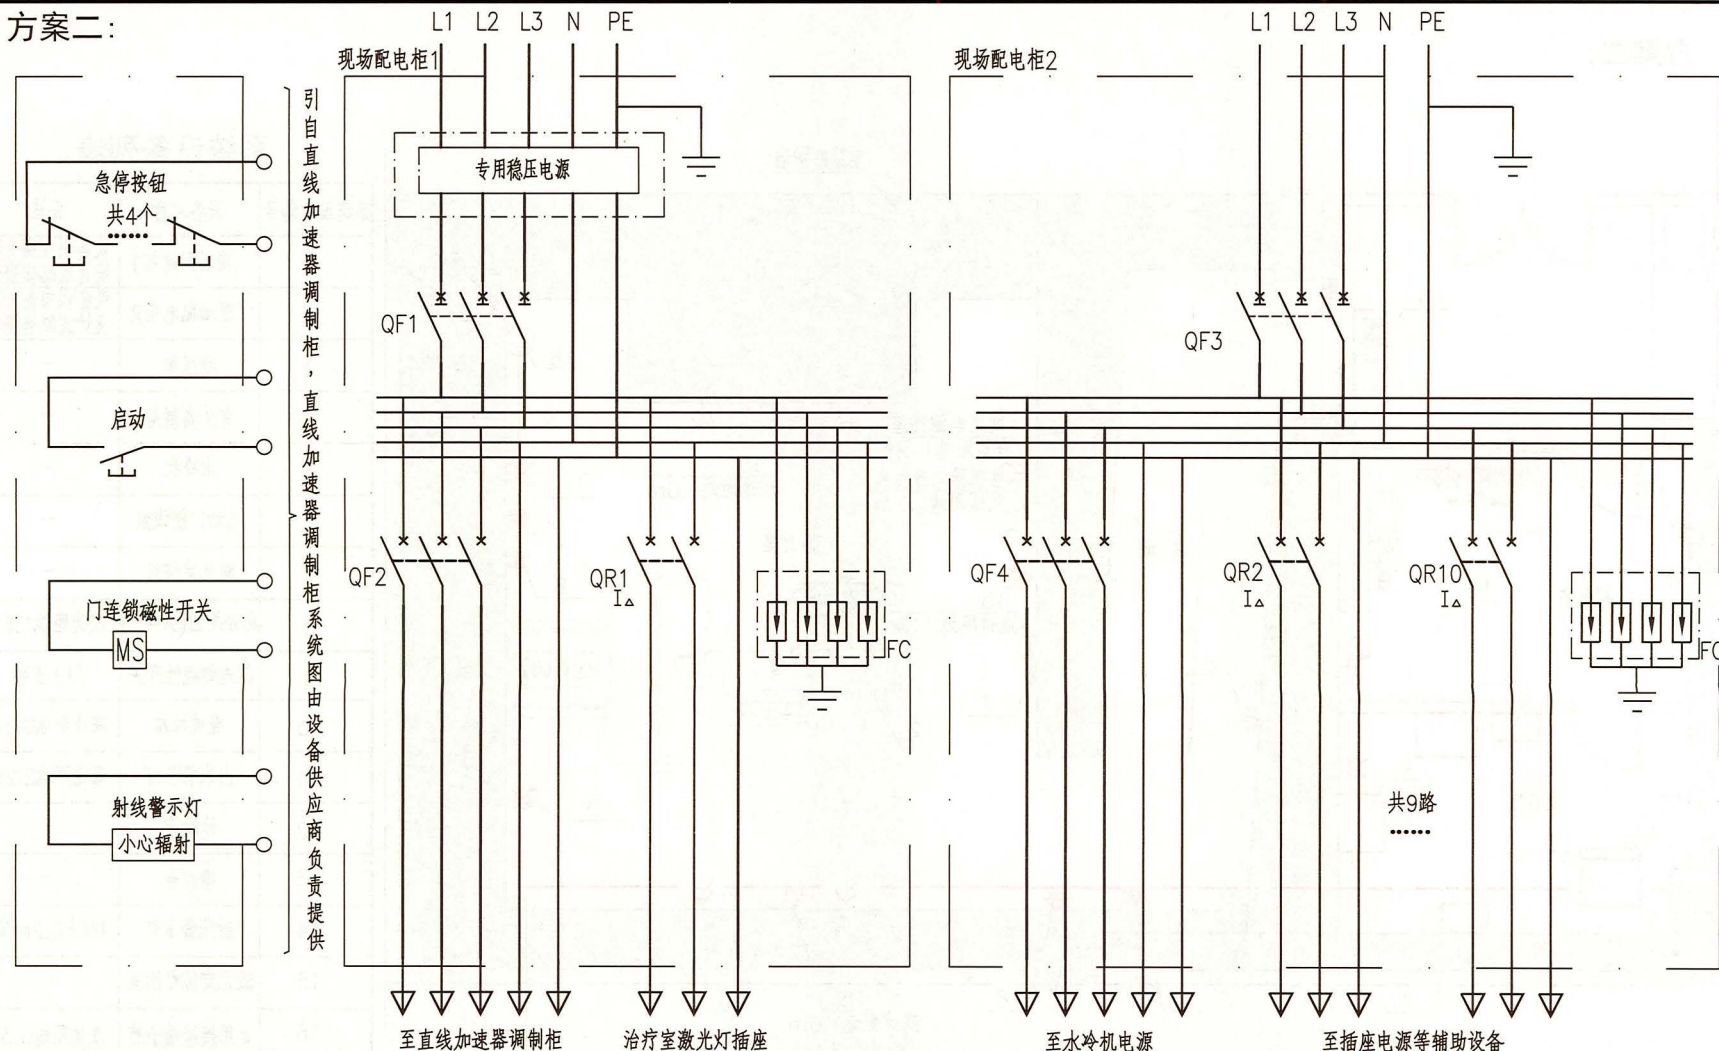 方案二：
L1 L2 L3 N PE
L1 L2 L3 N PE
现场配电柜1
现场配电柜2
急停按钮
共4个
启动
门连锁磁性开关
MS
射线警示灯
小心辐射
引自直线加速器调制柜，直线加速器调制柜系统图由设备供应商负责提供
专用稳压电源
QF1
QF2
QR1
I△
FC
至直线加速器调制柜
治疗室激光灯插座
QF3
QF4
QR2
I△
QR10
I△
FC
共9路
至水冷机电源
至插座电源等辅助设备